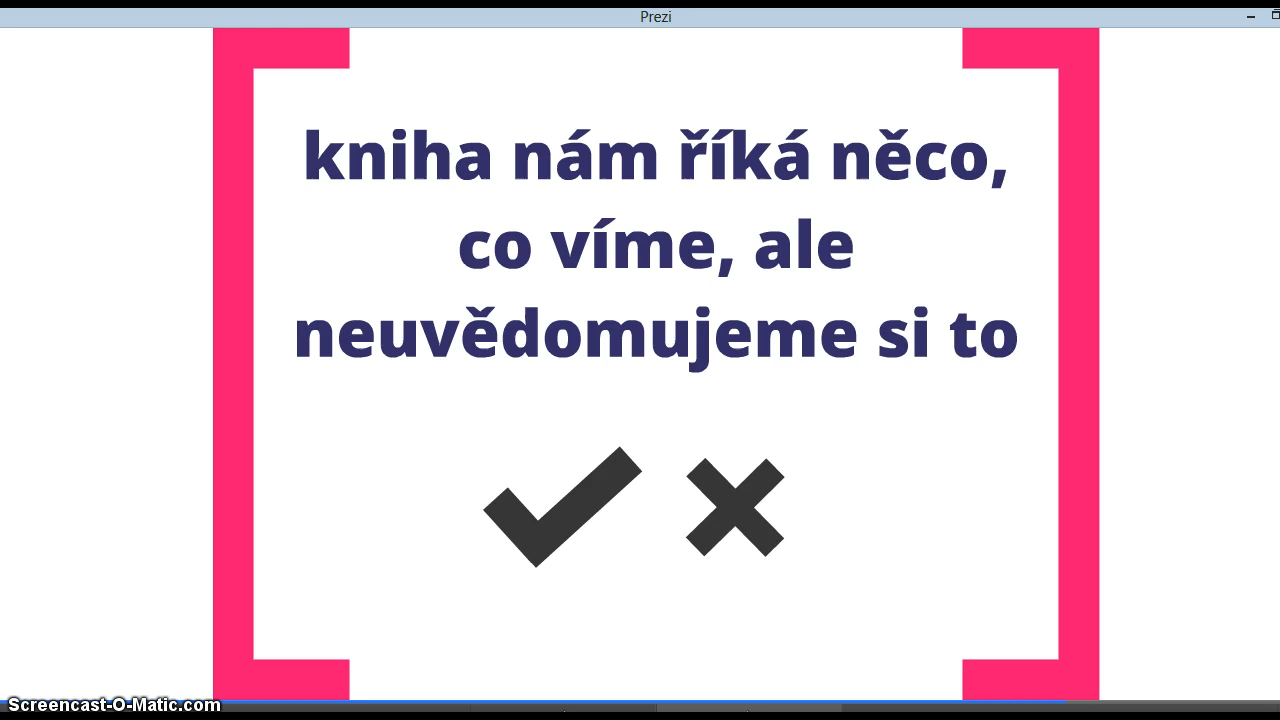 Prezi
kniha nám říká něco,
co víme, ale
neuvědomujeme si to
Screencast-O-Matic.com